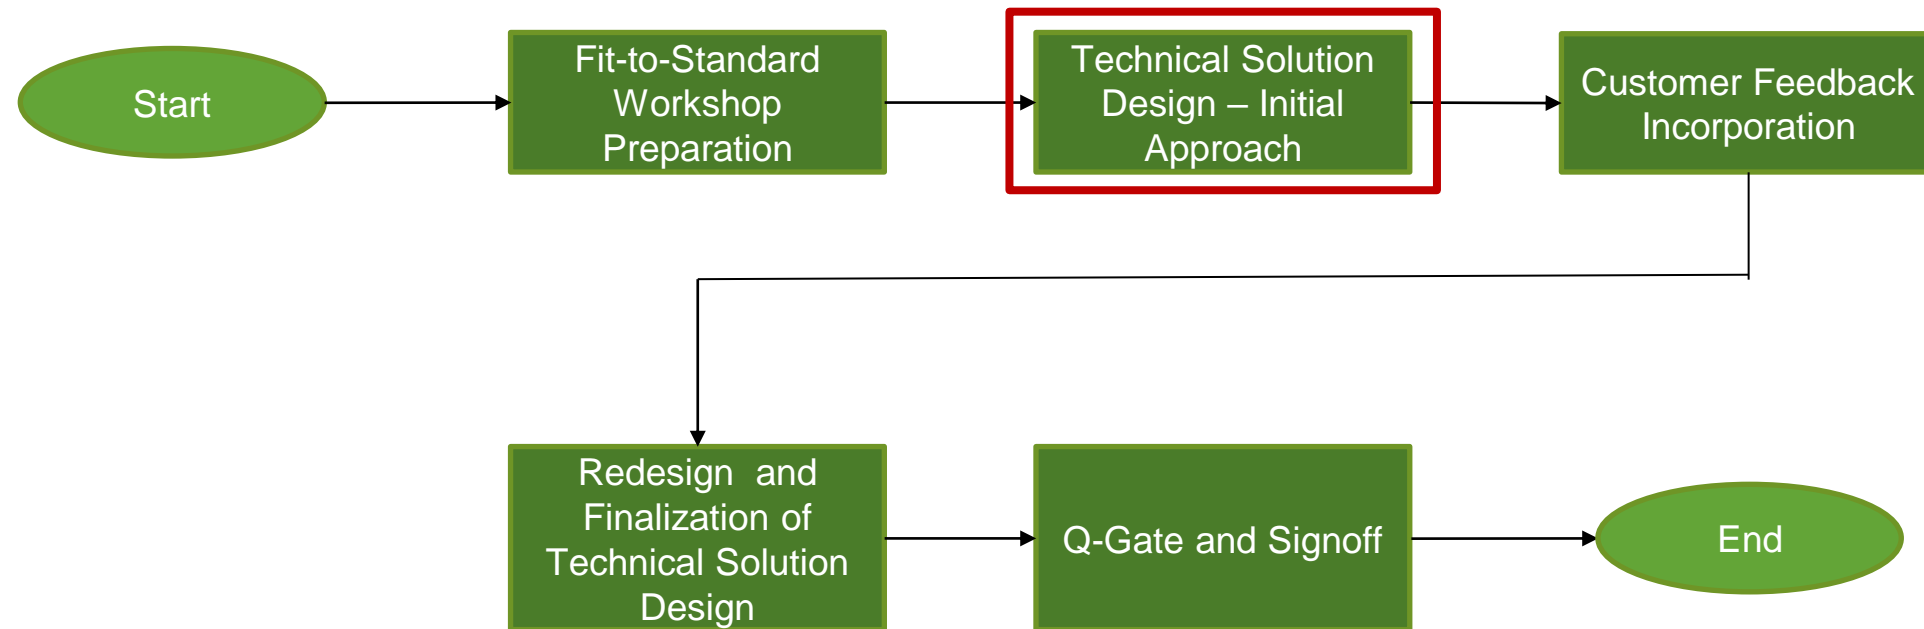 Start
Fit-to-Standard
Workshop
Preparation
Technical Solution
Design – Initial
Approach
Customer Feedback
Incorporation
Redesign  and
Finalization of
Technical Solution
Design
Q-Gate and Signoff
End